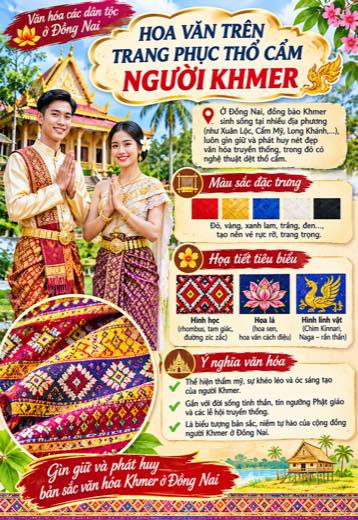 Văn hóa các dân tộc
ở Đồng Nai
HOA VĂN TRÊN
TRANG PHỤC THỔ CẨM
NGƯỜI KHMER
Ở Đồng Nai, đồng bào Khmer
sinh sống tại nhiều địa phương
(như Xuân Lộc, Cẩm Mỹ, Long Khánh,...),
luôn gìn giữ và phát huy nét đẹp
văn hóa truyền thống, trong đó có
nghệ thuật dệt thổ cẩm.
Màu sắc đặc trưng
Đỏ, vàng, xanh lam, trắng, đen...,
tạo nên vẻ rực rỡ, trang trọng.
Họa tiết tiêu biểu
Hình học
(rhombus, tam giác,
đường zíc zắc)
Hoa lá
(hoa sen,
hoa văn cách điệu)
Hình linh vật
(Chim Kinnari,
Naga – rắn thần)
Ý nghĩa văn hóa
Thể hiện thẩm mỹ, sự khéo léo và óc sáng tạo
của người Khmer.
Gắn với đời sống tinh thần, tín ngưỡng Phật giáo
và các lễ hội truyền thống.
Là biểu tượng bản sắc, niềm tự hào của cộng đồng
người Khmer ở Đồng Nai.
Gìn giữ và phát huy
bản sắc văn hóa Khmer ở Đồng Nai